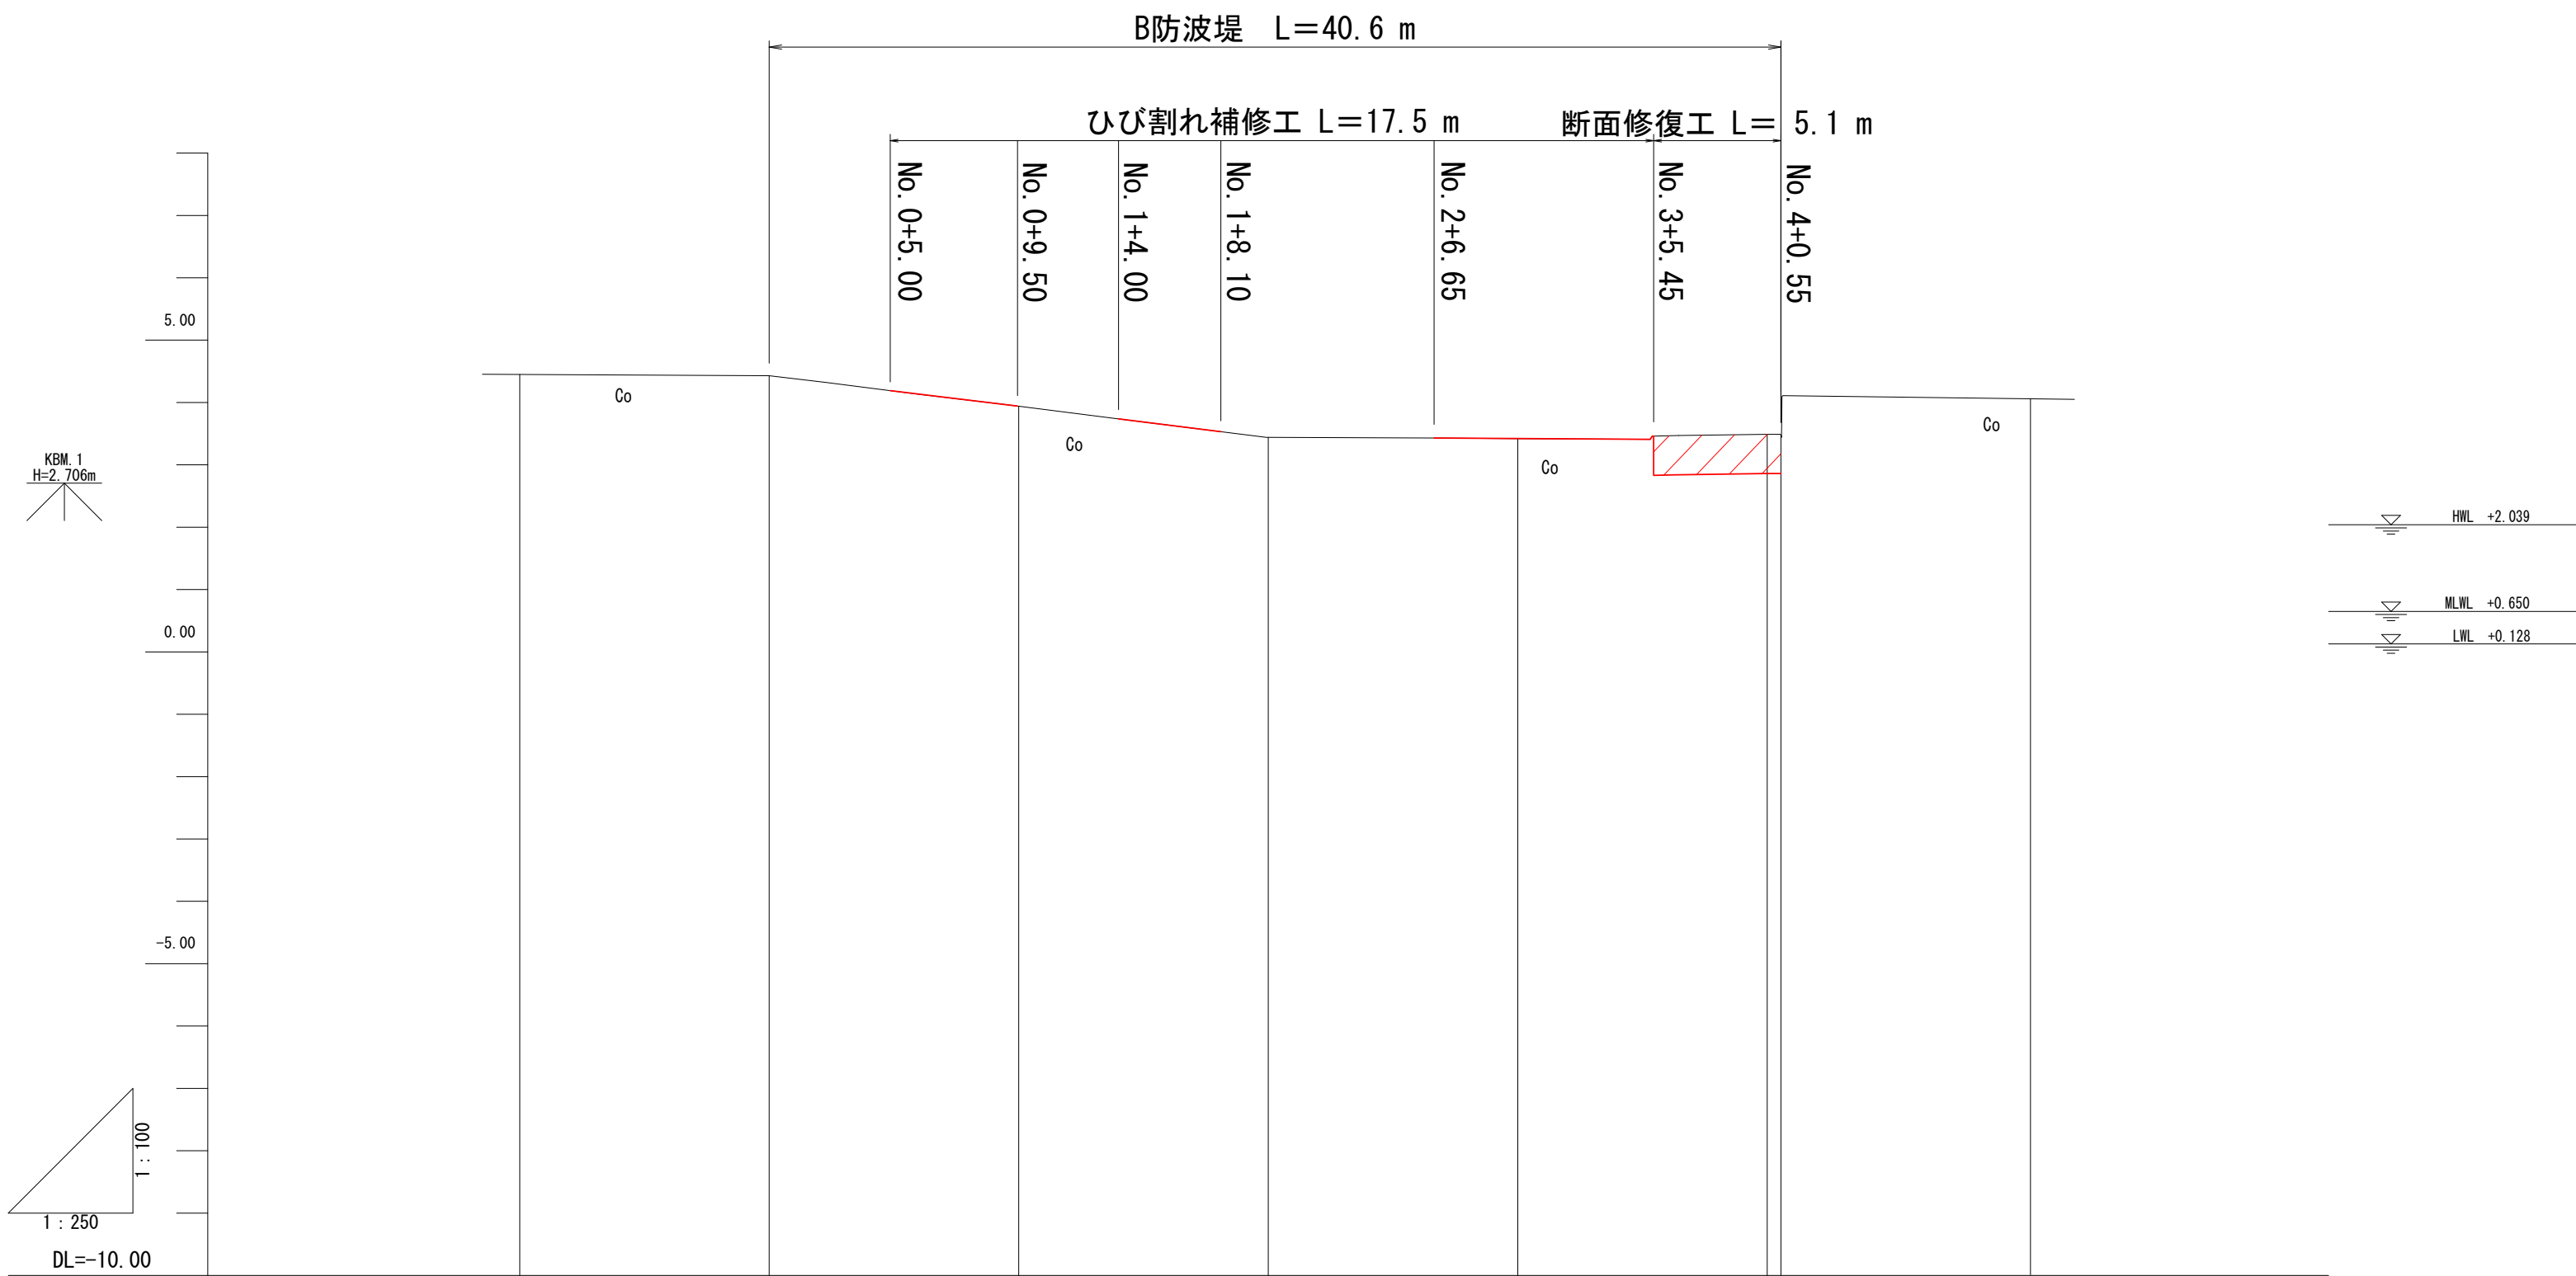 B防波堤　L＝40.6 m
ひび割れ補修工 L＝17.5 m
断面修復工 L＝ 5.1 m
No.0+5.00
No.0+9.50
No.1+4.00
No.1+8.10
No.2+6.65
No.3+5.45
No.4+0.55
5.00
Co
Co
Co
Co
KBM.1
H=2.706m
HWL +2.039
MLWL +0.650
LWL +0.128
0.00
-5.00
1：100
1：250
DL=-10.00